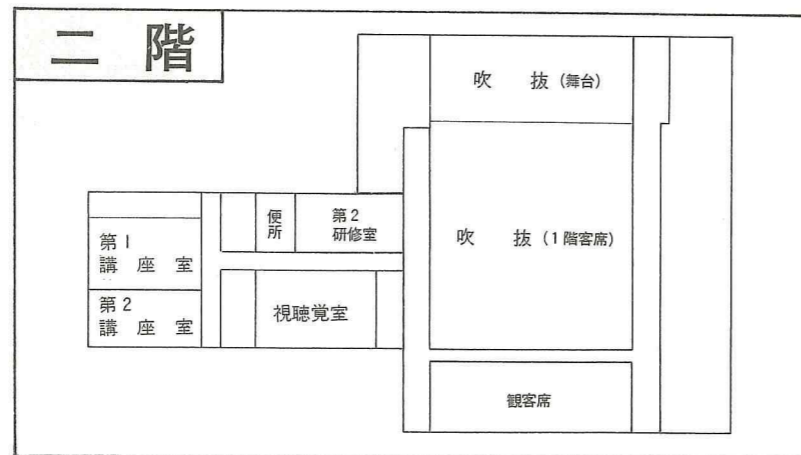 二階
吹抜(舞台)
便所
第2
研修室
第1
講座室
吹抜(1階客席)
第2
講座室
視聴覚室
観客席